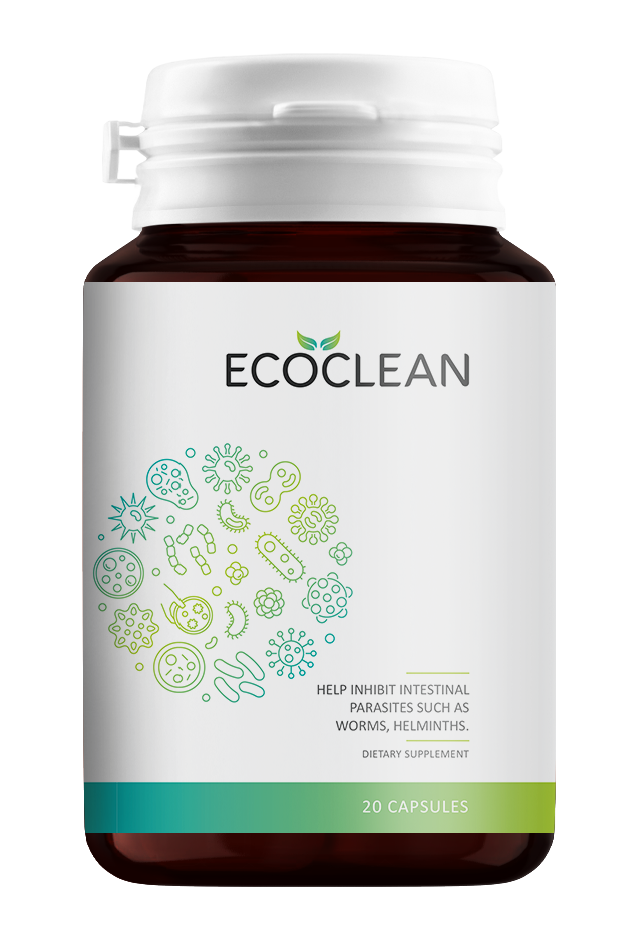 ECOCLEAN
HELP INHIBIT INTESTINAL
PARASITES SUCH AS
WORMS, HELMINTHS.
DIETARY SUPPLEMENT
20 CAPSULES